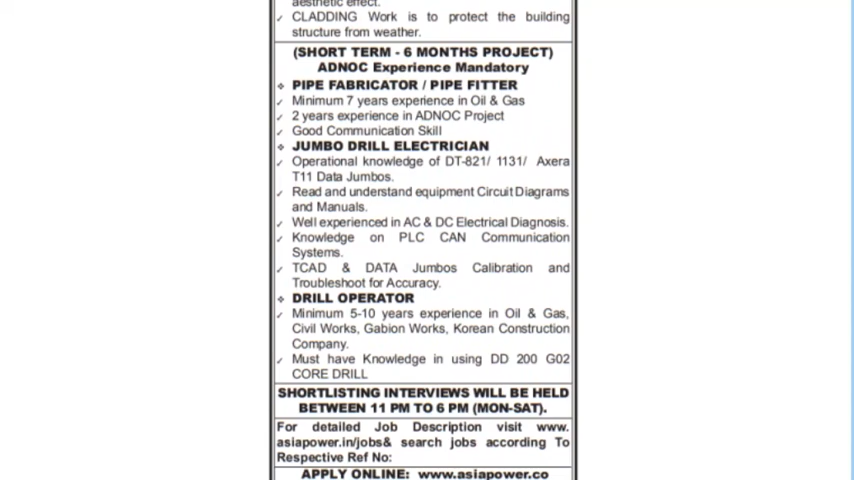 aesthetic effect.
✓ CLADDING Work is to protect the building
structure from weather.
(SHORT TERM - 6 MONTHS PROJECT)
ADNOC Experience Mandatory
❖ PIPE FABRICATOR / PIPE FITTER
✓ Minimum 7 years experience in Oil & Gas
✓ 2 years experience in ADNOC Project
✓ Good Communication Skill
❖ JUMBO DRILL ELECTRICIAN
✓ Operational knowledge of DT-821/ 1131/ Axera
T11 Data Jumbos.
✓ Read and understand equipment Circuit Diagrams
and Manuals.
✓ Well experienced in AC & DC Electrical Diagnosis.
✓ Knowledge on PLC CAN Communication
Systems.
✓ TCAD & DATA Jumbos Calibration and
Troubleshoot for Accuracy.
❖ DRILL OPERATOR
✓ Minimum 5-10 years experience in Oil & Gas,
Civil Works, Gabion Works, Korean Construction
Company.
✓ Must have Knowledge in using DD 200 G02
CORE DRILL
SHORTLISTING INTERVIEWS WILL BE HELD
BETWEEN 11 PM TO 6 PM (MON-SAT).
For detailed Job Description visit www.
asiapower.in/jobs& search jobs according To
Respective Ref No:
APPLY ONLINE: www.asiapower.co